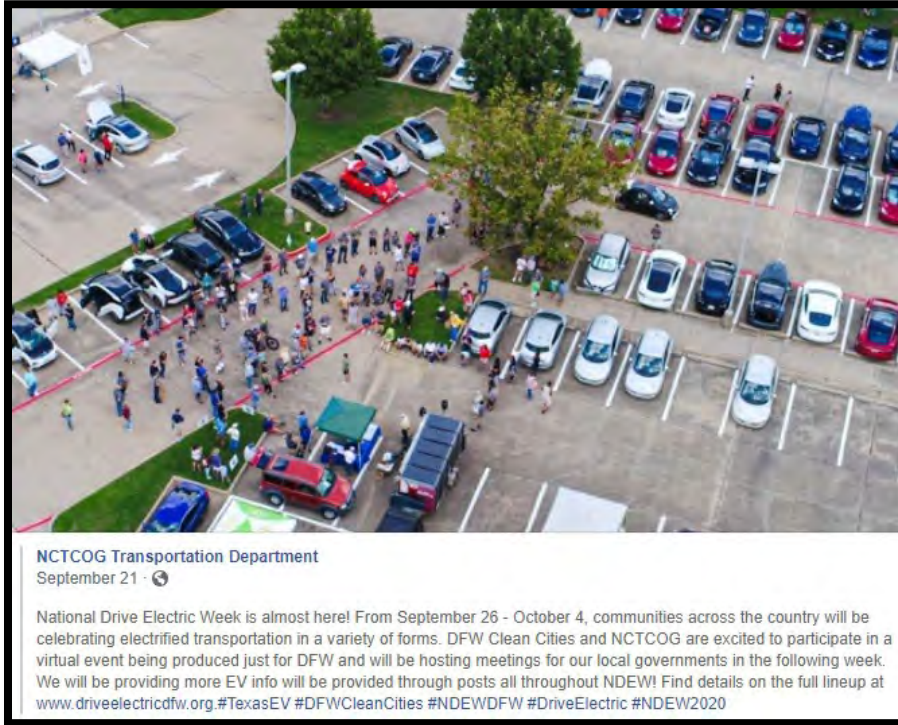 NCTCOG Transportation Department
September 21 ·
National Drive Electric Week is almost here! From September 26 - October 4, communities across the country will be
celebrating electrified transportation in a variety of forms. DFW Clean Cities and NCTCOG are excited to participate in a
virtual event being produced just for DFW and will be hosting meetings for our local governments in the following week.
We will be providing more EV info will be provided through posts all throughout NDEW! Find details on the full lineup at
www.driveelectricdfw.org.#TexasEV #DFWCleanCities #NDEWDFW #DriveElectric #NDEW2020